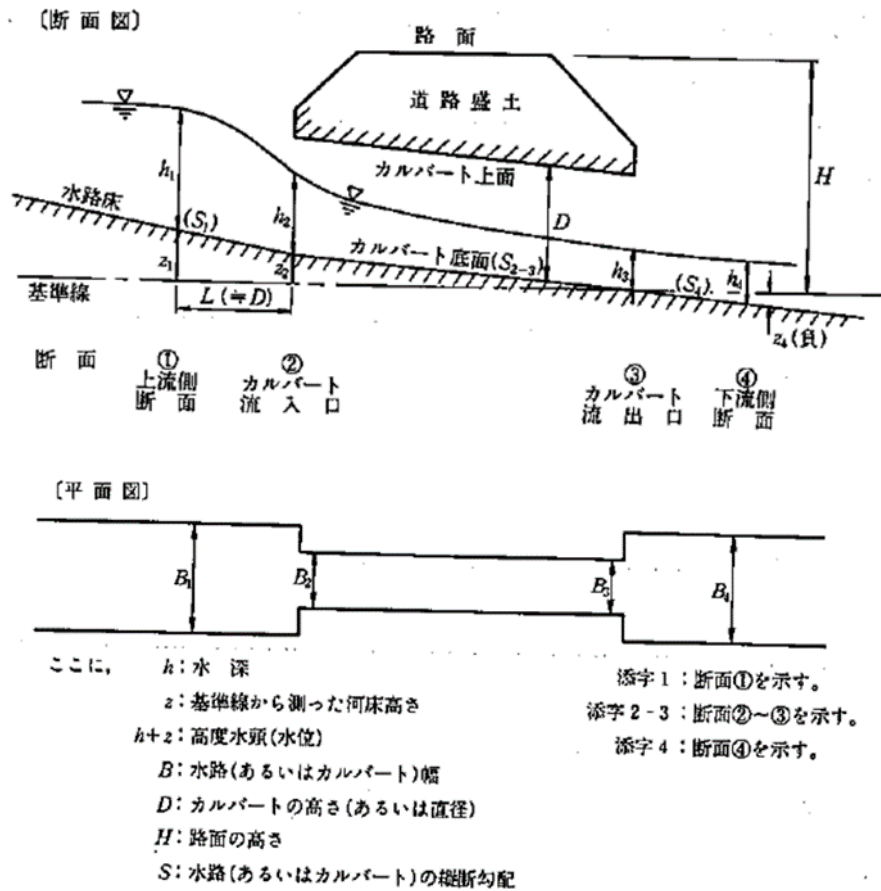 〔断面図〕
路面
道路盛土
カルバート上面
H
h₁
水路床
(S₁)
h₂
D
カルバート底面(S₂₋₃)
h₃
(S₄)
h₄
z₁
z₂
基準線
L(≒D)
z₄(負)
断面
①
上流側
断面
②
カルバート
流入口
③
カルバート
流出口
④
下流側
断面
〔平面図〕
B₁
B₂
B₃
B₄
ここに, h:水深
z:基準線から測った河床高さ
h+z:高度水頭(水位)
B:水路(あるいはカルバート)幅
D:カルバートの高さ(あるいは直径)
H:路面の高さ
S:水路(あるいはカルバート)の縦断勾配
添字1:断面①を示す。
添字2-3:断面②〜③を示す。
添字4:断面④を示す。